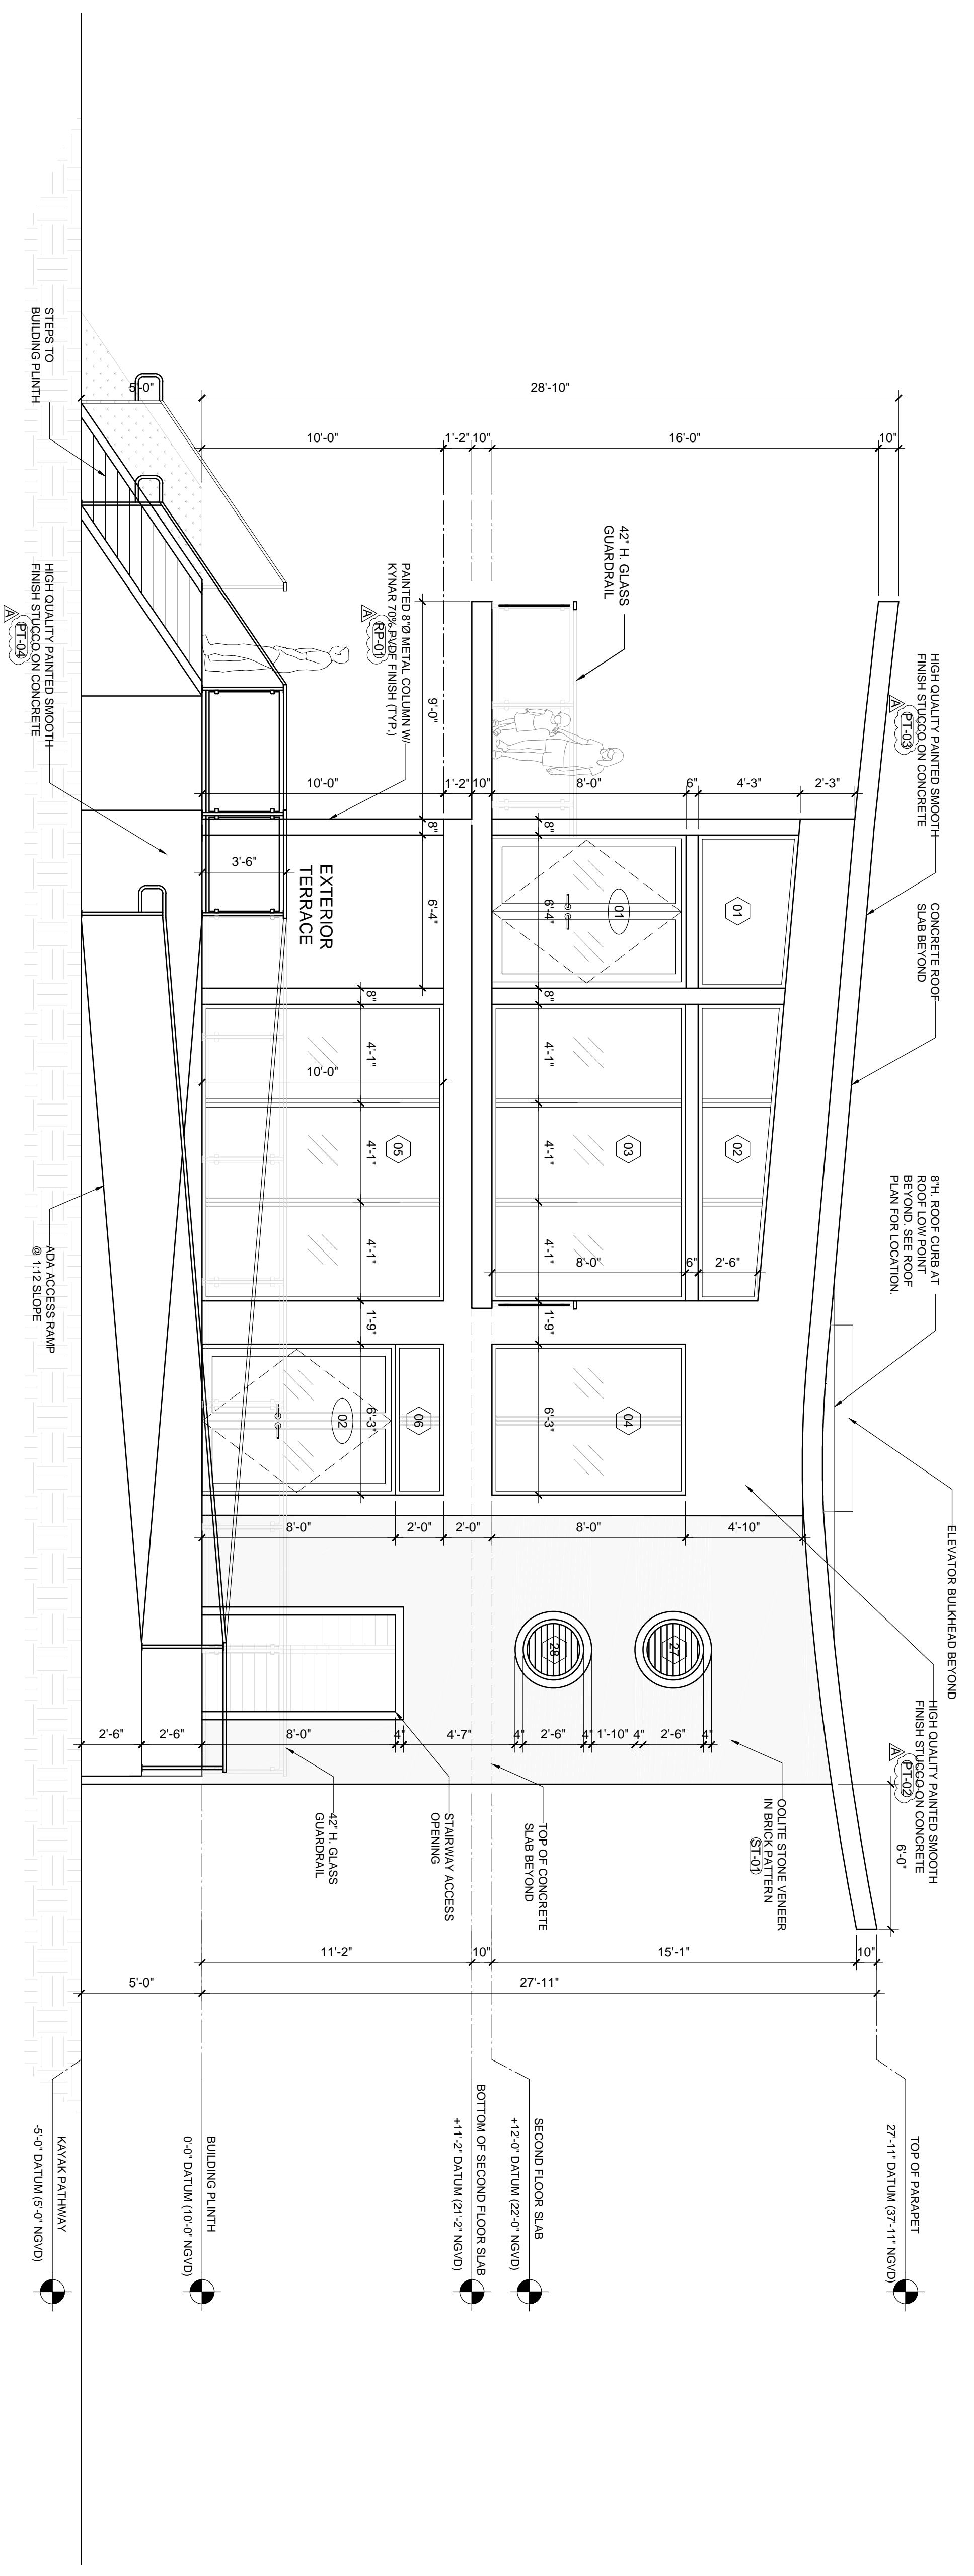 HIGH QUALITY PAINTED SMOOTH
FINISH STUCCO ON CONCRETE
A
PT-03
CONCRETE ROOF
SLAB BEYOND
8"H. ROOF CURB AT
ROOF LOW POINT
BEYOND. SEE ROOF
PLAN FOR LOCATION.
ELEVATOR BULKHEAD BEYOND
HIGH QUALITY PAINTED SMOOTH
FINISH STUCCO ON CONCRETE
A
PT-02
6'-0"
OOLITE STONE VENEER
IN BRICK PATTERN
ST-01
TOP OF CONCRETE
SLAB BEYOND
STAIRWAY ACCESS
OPENING
42" H. GLASS
GUARDRAIL
42" H. GLASS
GUARDRAIL
PAINTED 8"Ø METAL COLUMN W/
KYNAR 70% PVDF FINISH (TYP.)
A
RP-01
EXTERIOR
TERRACE
STEPS TO
BUILDING PLINTH
HIGH QUALITY PAINTED SMOOTH
FINISH STUCCO ON CONCRETE
A
PT-04
ADA ACCESS RAMP
@ 1:12 SLOPE
5'-0"
28'-10"
10'-0"
1'-2"
10"
16'-0"
10"
10'-0"
1'-2"
10"
8'-0"
6"
4'-3"
2'-3"
9'-0"
8"
6'-4"
3'-6"
8"
6'-4"
8"
4'-1"
4'-1"
4'-1"
1'-9"
6'-3"
8"
4'-1"
4'-1"
4'-1"
1'-9"
6'-3"
10'-0"
8'-0"
6"
2'-6"
01
01
02
03
04
05
06
02
27
28
8'-0"
2'-0"
2'-0"
8'-0"
4'-10"
2'-6"
2'-6"
8'-0"
4"
4'-7"
4"
2'-6"
4"
1'-10"
4"
2'-6"
4"
11'-2"
10"
15'-1"
10"
5'-0"
27'-11"
TOP OF PARAPET
27'-11" DATUM (37'-11" NGVD)
SECOND FLOOR SLAB
+12'-0" DATUM (22'-0" NGVD)
BOTTOM OF SECOND FLOOR SLAB
+11'-2" DATUM (21'-2" NGVD)
BUILDING PLINTH
0'-0" DATUM (10'-0" NGVD)
KAYAK PATHWAY
-5'-0" DATUM (5'-0" NGVD)